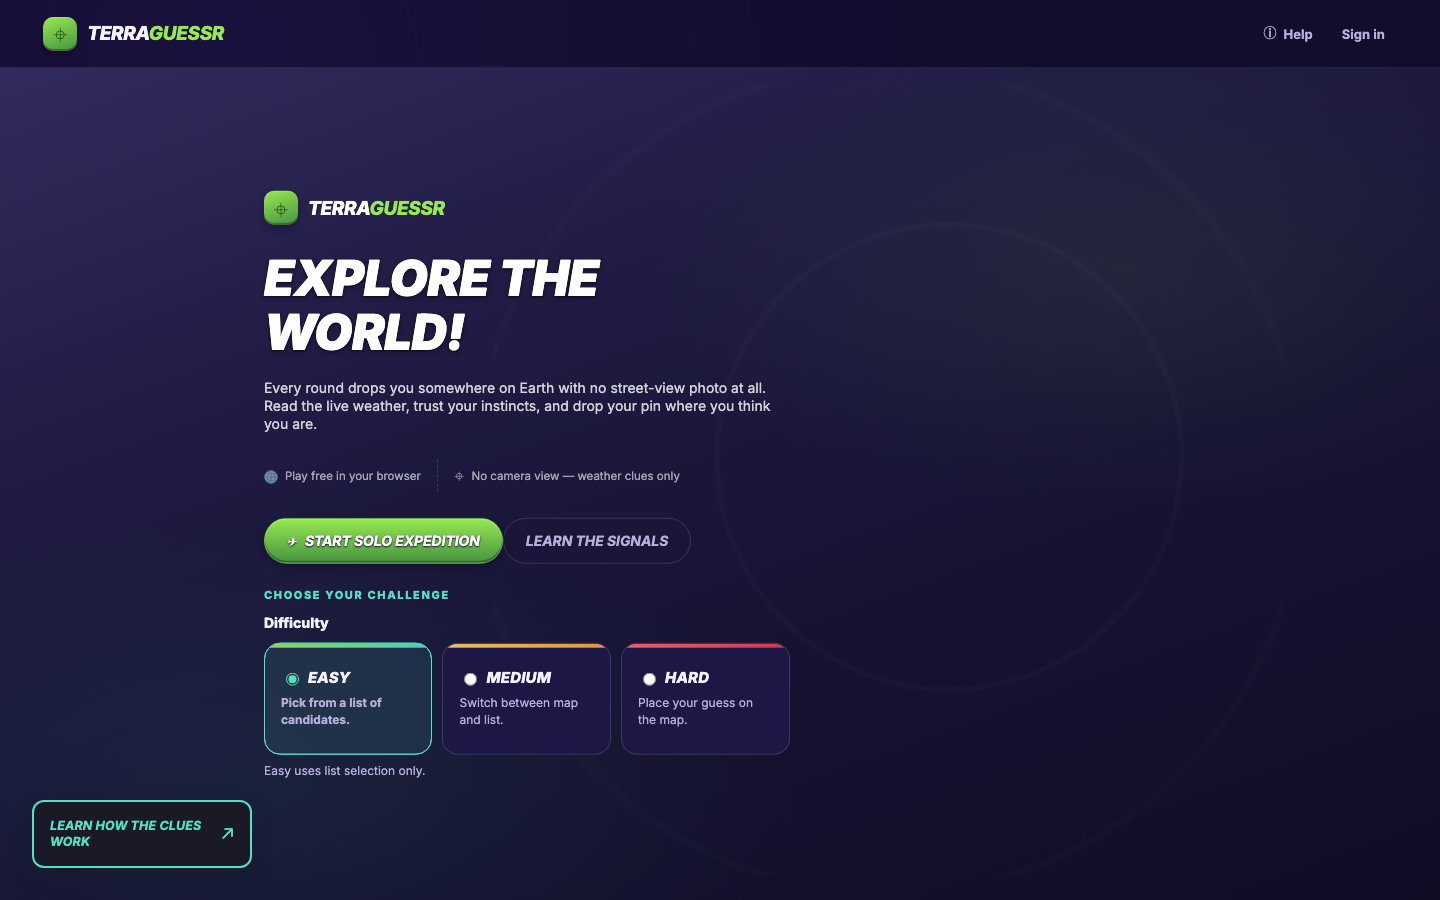 TERRAGUESSR
Help
Sign in
TERRAGUESSR
EXPLORE THE
WORLD!
Every round drops you somewhere on Earth with no street-view photo at all.
Read the live weather, trust your instincts, and drop your pin where you think
you are.
Play free in your browser
No camera view — weather clues only
START SOLO EXPEDITION
LEARN THE SIGNALS
CHOOSE YOUR CHALLENGE
Difficulty
EASY
Pick from a list of
candidates.
MEDIUM
Switch between map
and list.
HARD
Place your guess on
the map.
Easy uses list selection only.
LEARN HOW THE CLUES
WORK